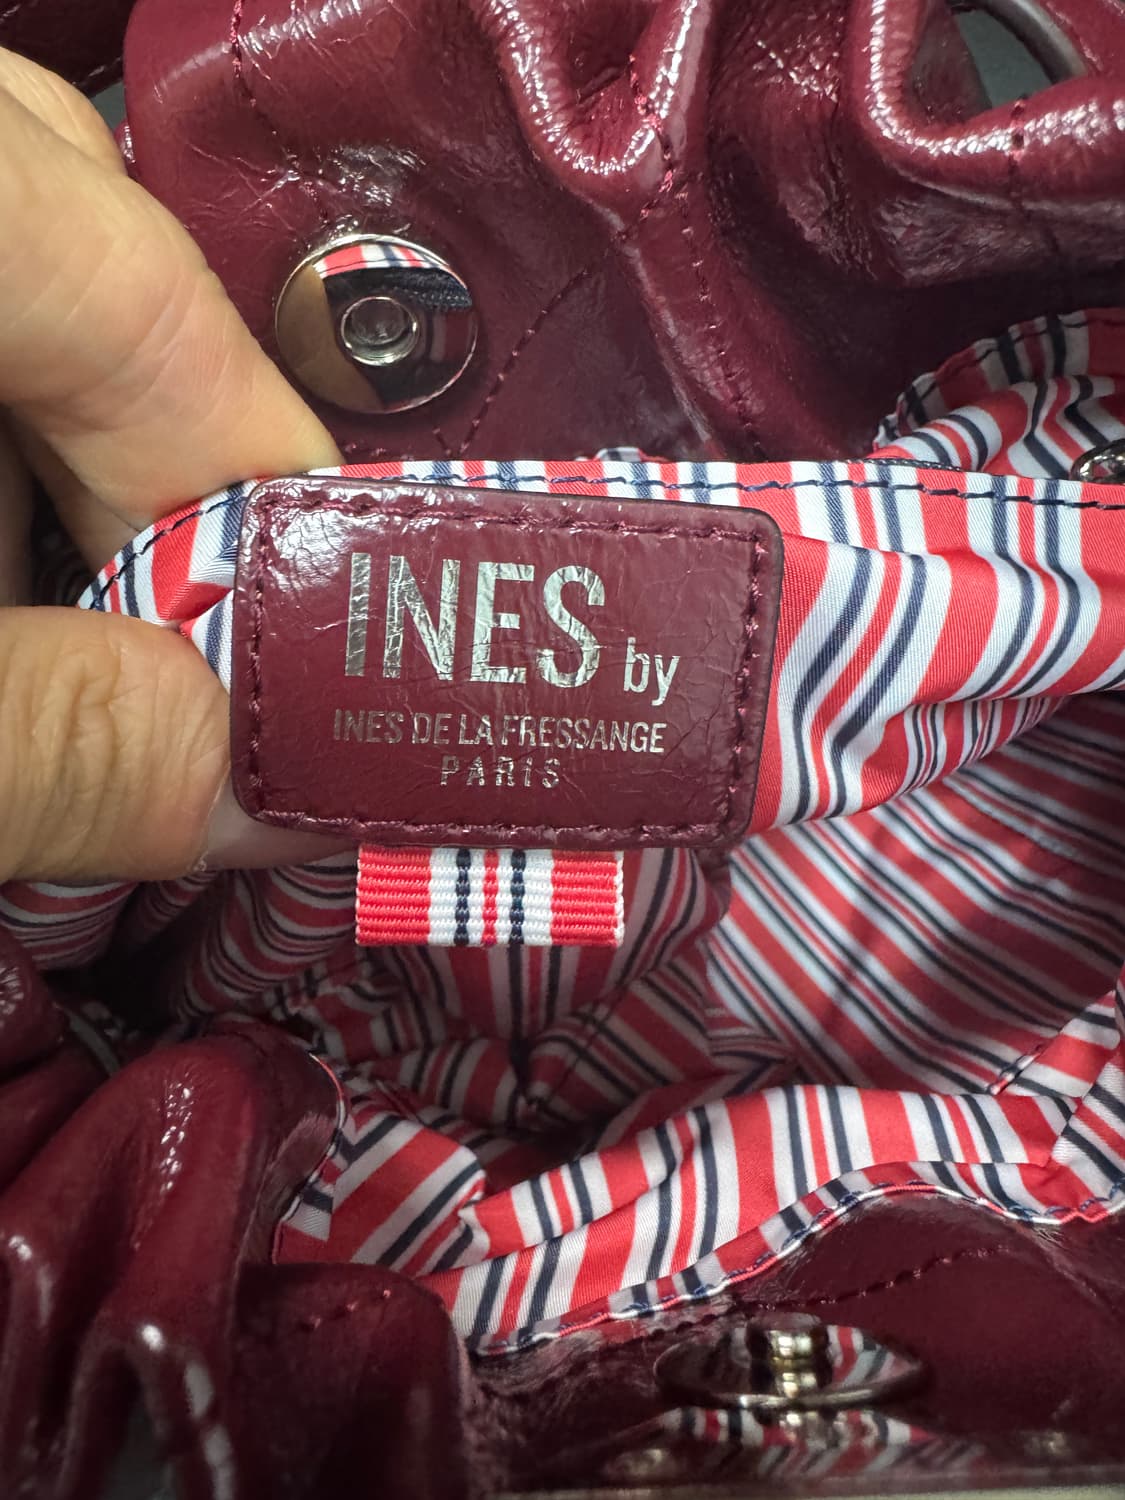 INES by
INES DE LA FRESSANGE
PARIS